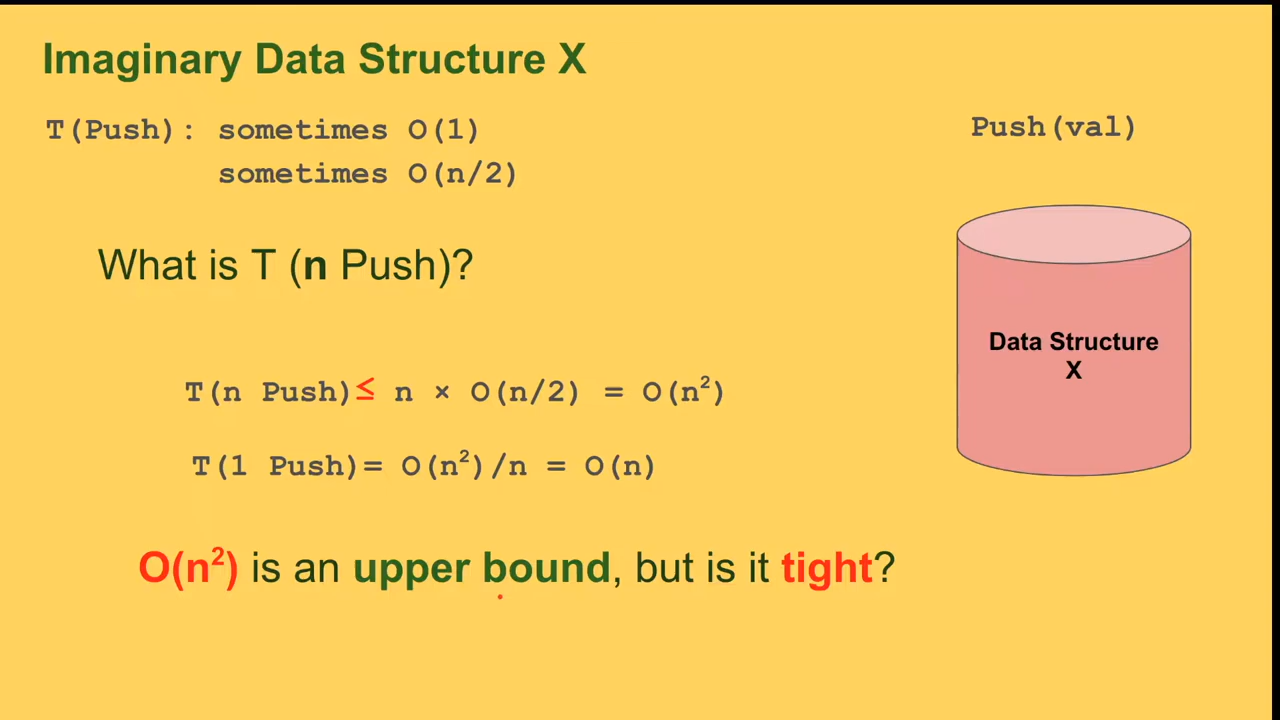 Imaginary Data Structure X
T(Push): sometimes O(1)
sometimes O(n/2)
Push(val)
What is T (n Push)?
Data Structure
X
T(n Push)≤ n × O(n/2) = O(n²)
T(1 Push)= O(n²)/n = O(n)
O(n²) is an upper bound, but is it tight?